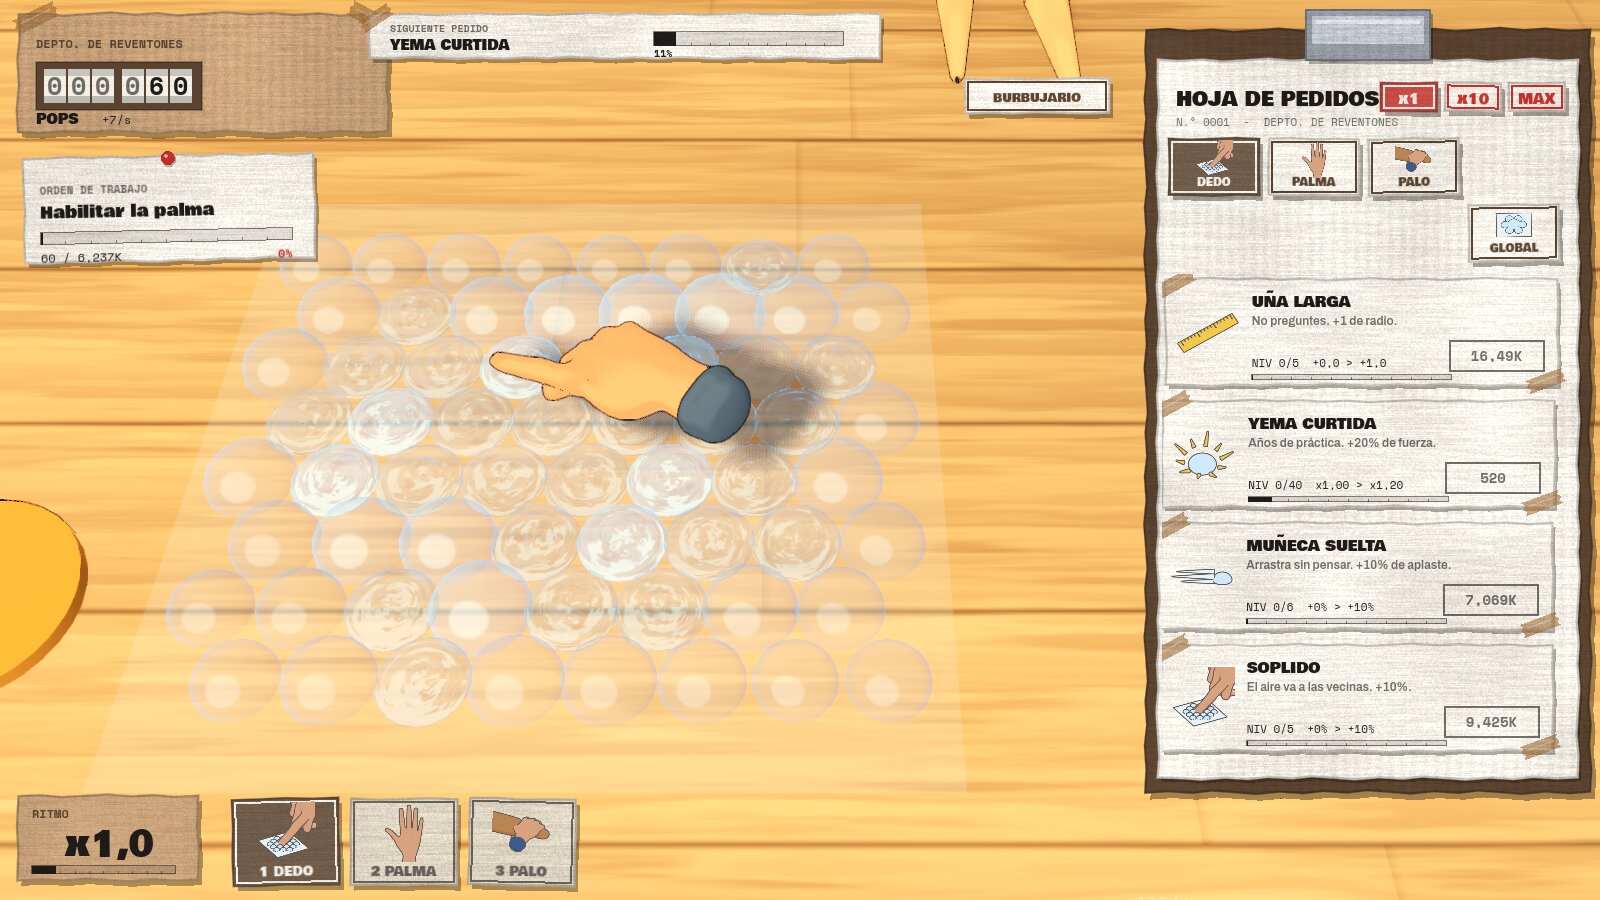 DEPTO. DE REVENTONES
000060
POPS +7/s
SIGUIENTE PEDIDO
YEMA CURTIDA
11%
BURBUJARIO
ORDEN DE TRABAJO
Habilitar la palma
60 / 6,237K 0%
HOJA DE PEDIDOS x1 x10 MAX
N.° 0001 - DEPTO. DE REVENTONES
DEDO PALMA PALO
GLOBAL
UÑA LARGA
No preguntes. +1 de radio.
NIV 0/5 +0,0 > +1,0 16,49K
YEMA CURTIDA
Años de práctica. +20% de fuerza.
NIV 0/40 x1,00 > x1,20 520
MUÑECA SUELTA
Arrastra sin pensar. +10% de aplaste.
NIV 0/6 +0% > +10% 7,069K
SOPLIDO
El aire va a las vecinas. +10%.
NIV 0/5 +0% > +10% 9,425K
RITMO
x1,0
1 DEDO 2 PALMA 3 PALO